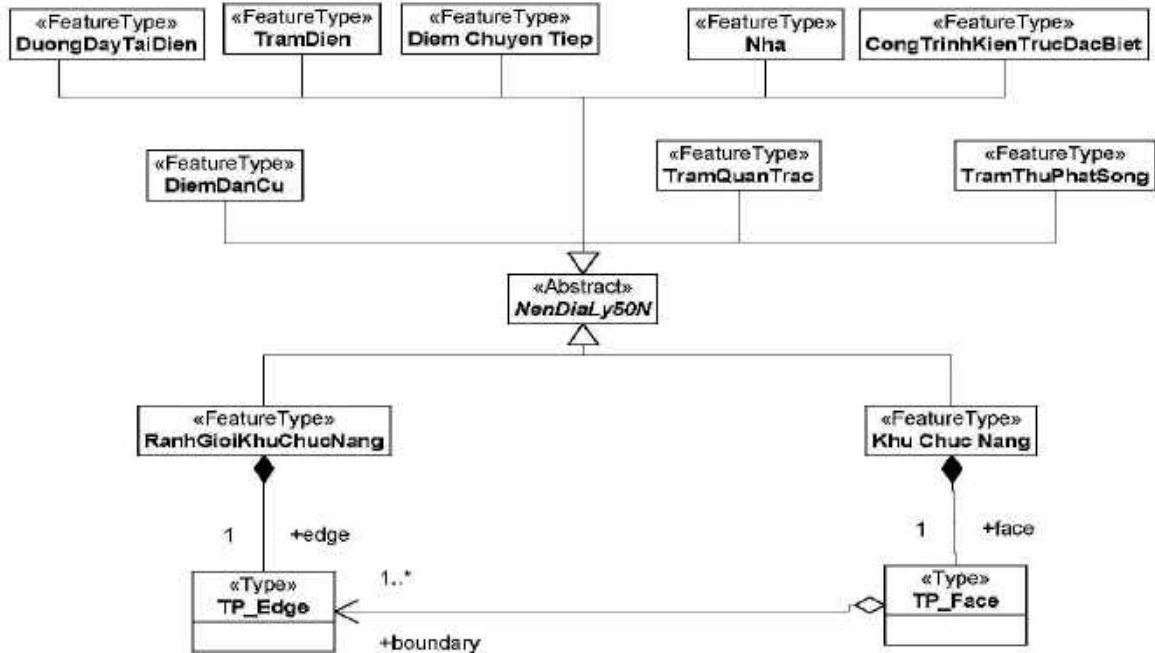 «FeatureType»
DuongDayTaiDien
«FeatureType»
TramDien
«FeatureType»
Diem Chuyen Tiep
«FeatureType»
Nha
«FeatureType»
CongTrinhKienTrucDacBiet
«FeatureType»
DiemDanCu
«FeatureType»
TramQuanTrac
«FeatureType»
TramThuPhatSong
«Abstract»
NenDiaLy50N
«FeatureType»
RanhGioiKhuChucNang
«FeatureType»
Khu Chuc Nang
1 +edge
1 +face
«Type»
TP_Edge
1..*
+boundary
«Type»
TP_Face